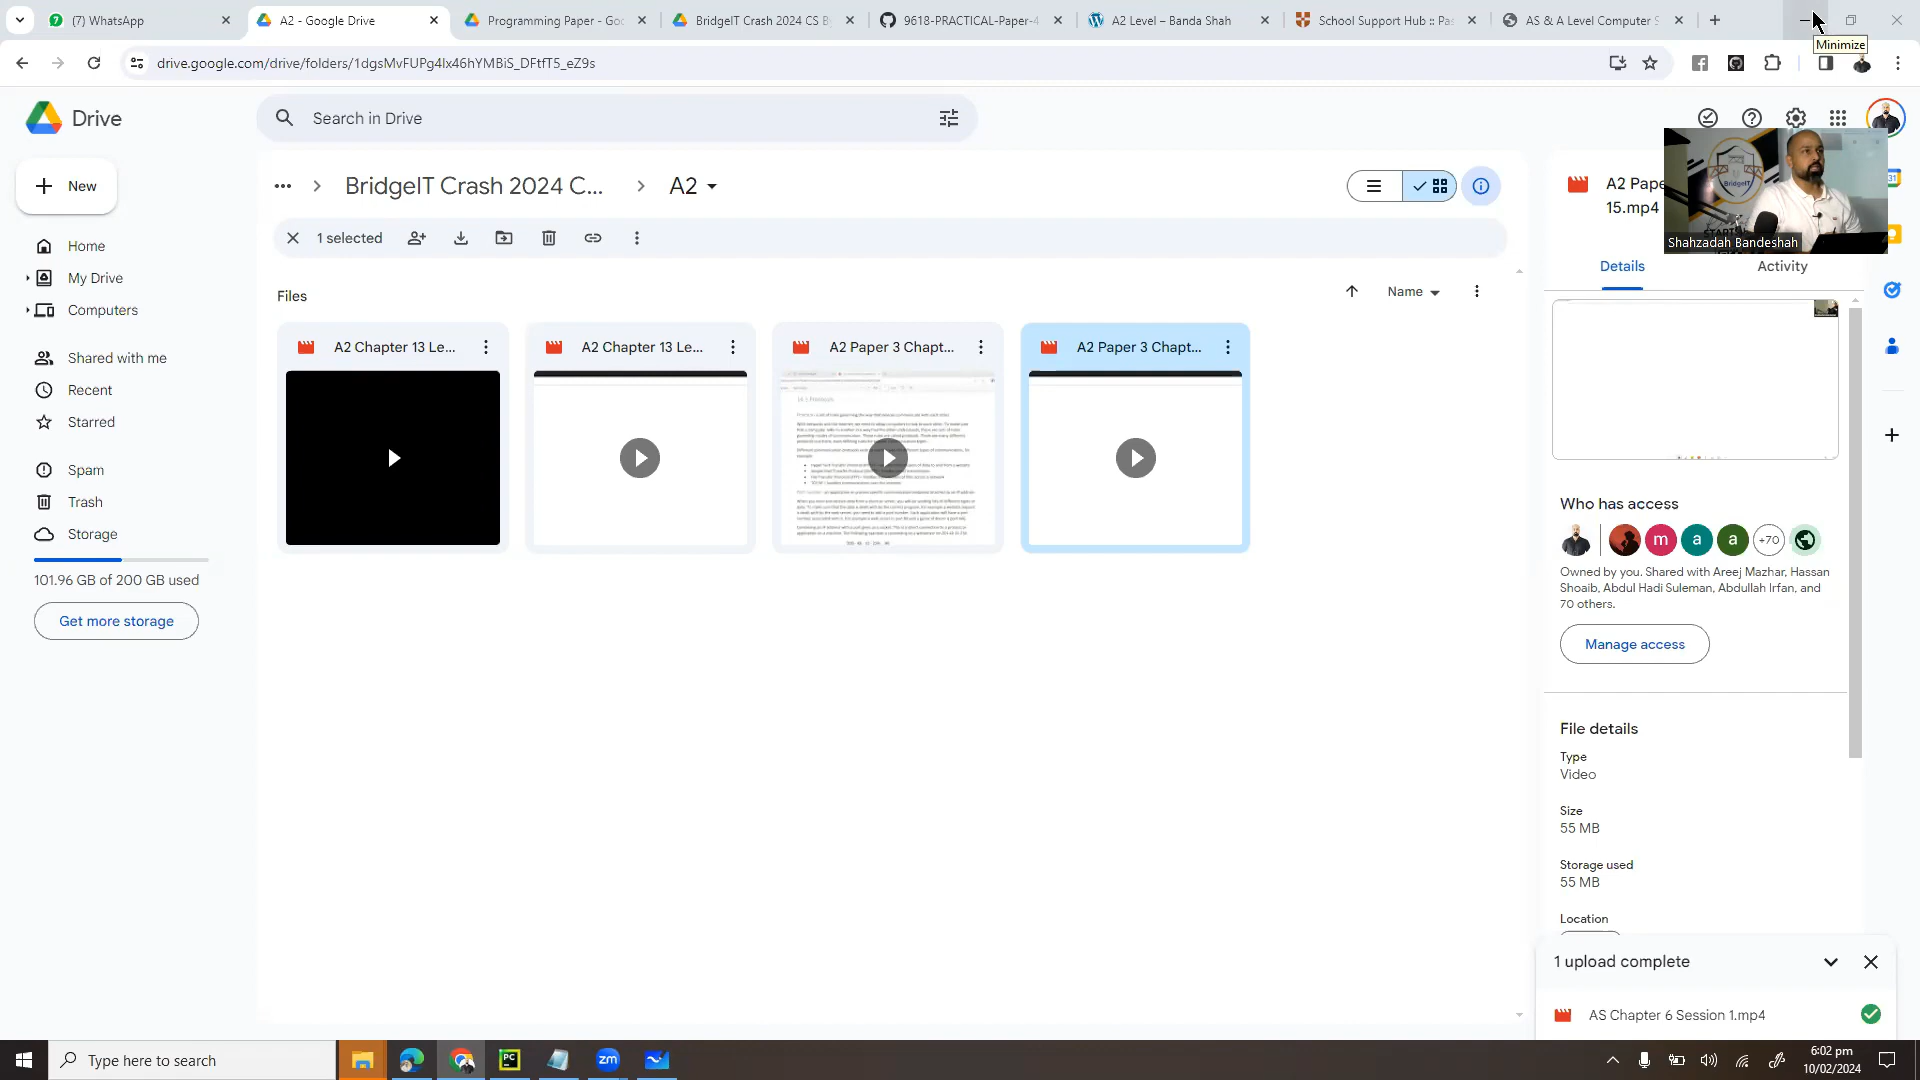 (7) WhatsApp
A2 - Google Drive
Programming Paper - Goo
BridgeIT Crash 2024 CS B
9618-PRACTICAL-Paper-4
A2 Level – Banda Shah
School Support Hub :: Pas
AS & A Level Computer S
Minimize
drive.google.com/drive/folders/1dgsMvFUPg4Ix46hYMBiS_DFtfT5_eZ9s
Drive
Search in Drive
New
BridgeIT Crash 2024 C...
A2
A2 Pape
15.mp4
BridgeIT
Shahzadah Bandeshah
1 selected
Home
My Drive
Computers
Shared with me
Recent
Starred
Spam
Trash
Storage
101.96 GB of 200 GB used
Get more storage
Files
Name
A2 Chapter 13 Le...
A2 Chapter 13 Le...
A2 Paper 3 Chapt...
A2 Paper 3 Chapt...
Details
Activity
Who has access
m
a
a
+70
Owned by you. Shared with Areej Mazhar, Hassan
Shoaib, Abdul Hadi Suleman, Abdullah Irfan, and
70 others.
Manage access
File details
Type
Video
Size
55 MB
Storage used
55 MB
Location
1 upload complete
AS Chapter 6 Session 1.mp4
Type here to search
PC
zm
6:02 pm
10/02/2024